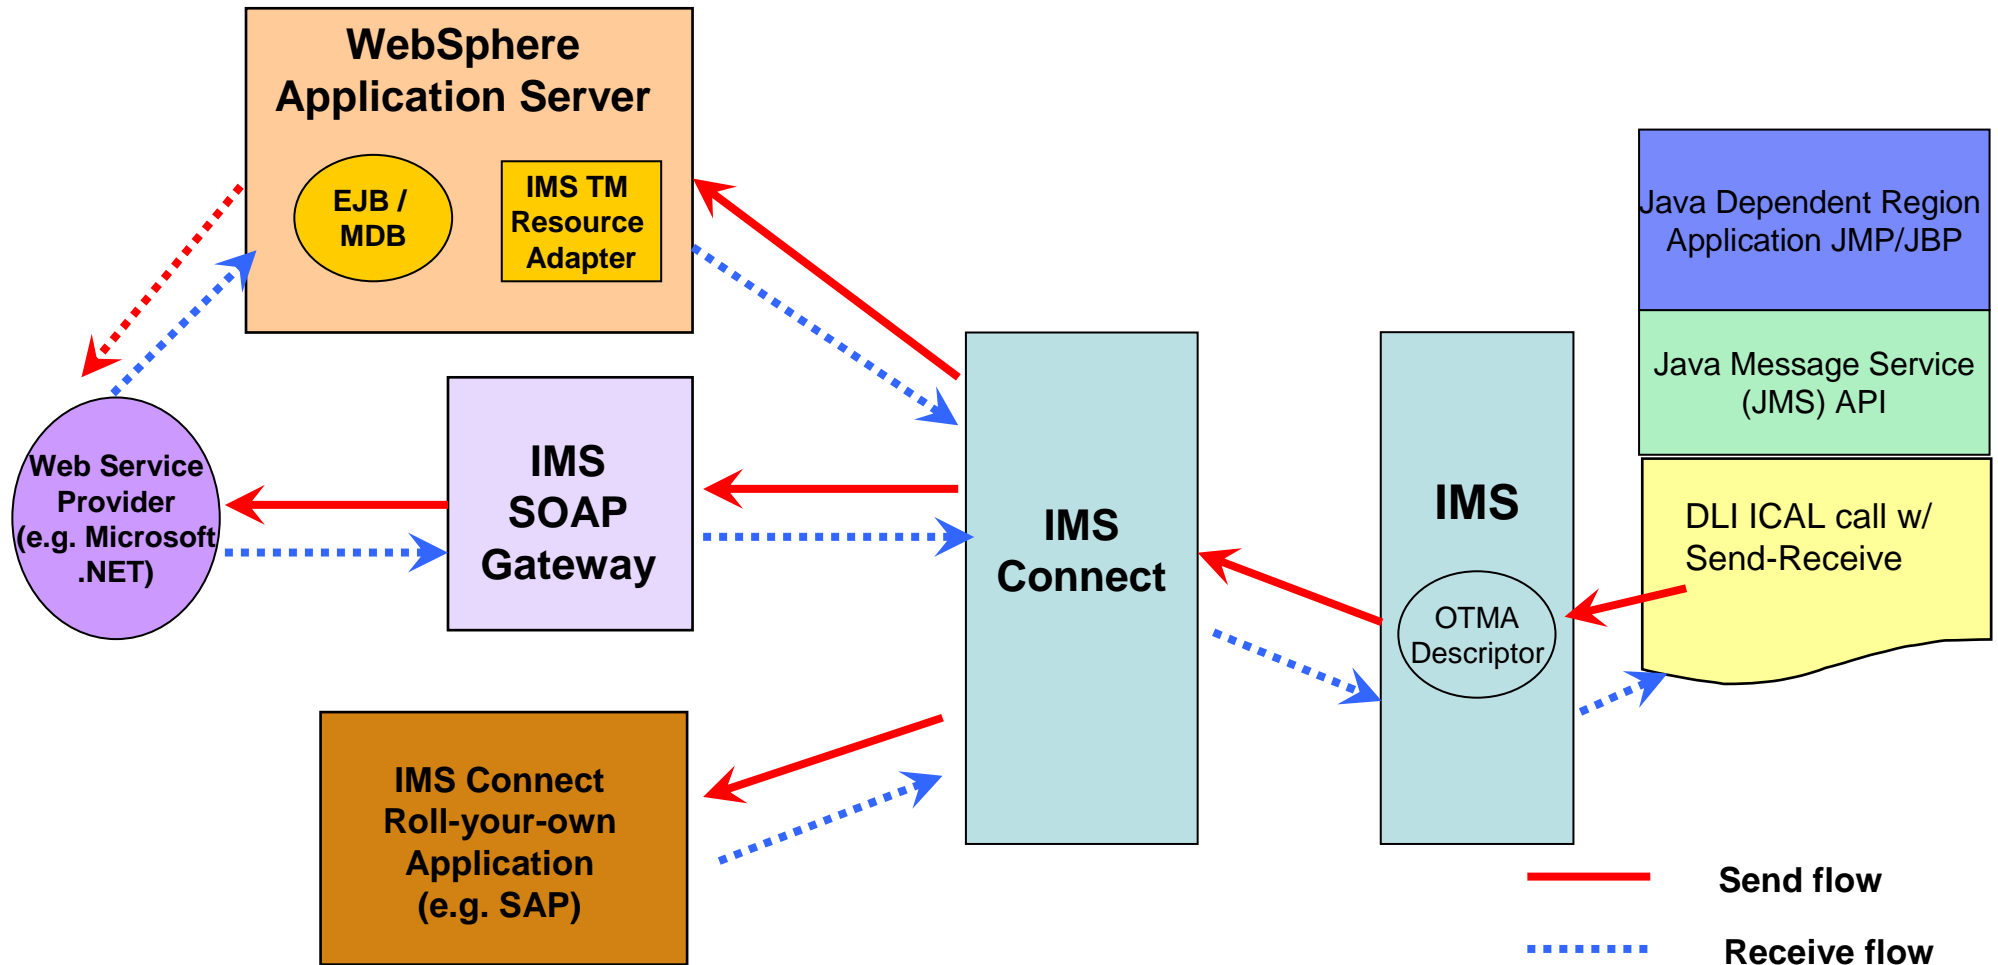 WebSphere
Application Server
EJB /
MDB
IMS TM
Resource
Adapter
Java Dependent Region
Application JMP/JBP
Java Message Service
(JMS) API
Web Service
Provider
(e.g. Microsoft
.NET)
IMS
SOAP
Gateway
IMS
Connect
IMS
OTMA
Descriptor
DLI ICAL call w/
Send-Receive
IMS Connect
Roll-your-own
Application
(e.g. SAP)
Send flow
Receive flow